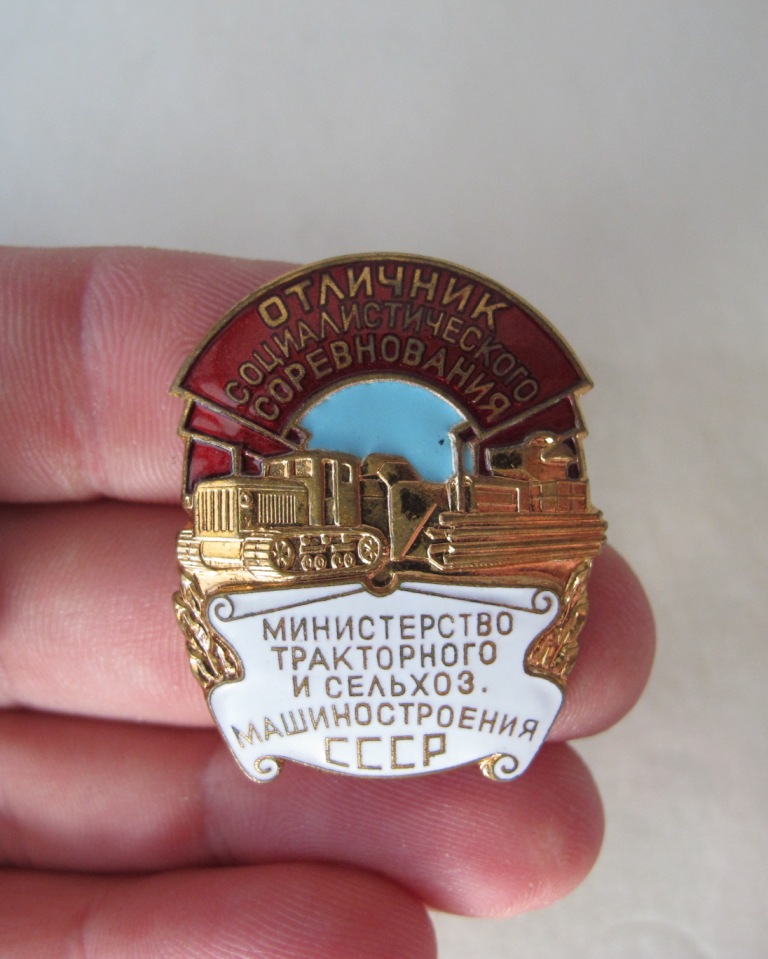 ОТЛИЧНИК
СОЦИАЛИСТИЧЕСКОГО
СОРЕВНОВАНИЯ
МИНИСТЕРСТВО
ТРАКТОРНОГО
И СЕЛЬХОЗ.
МАШИНОСТРОЕНИЯ
СССР